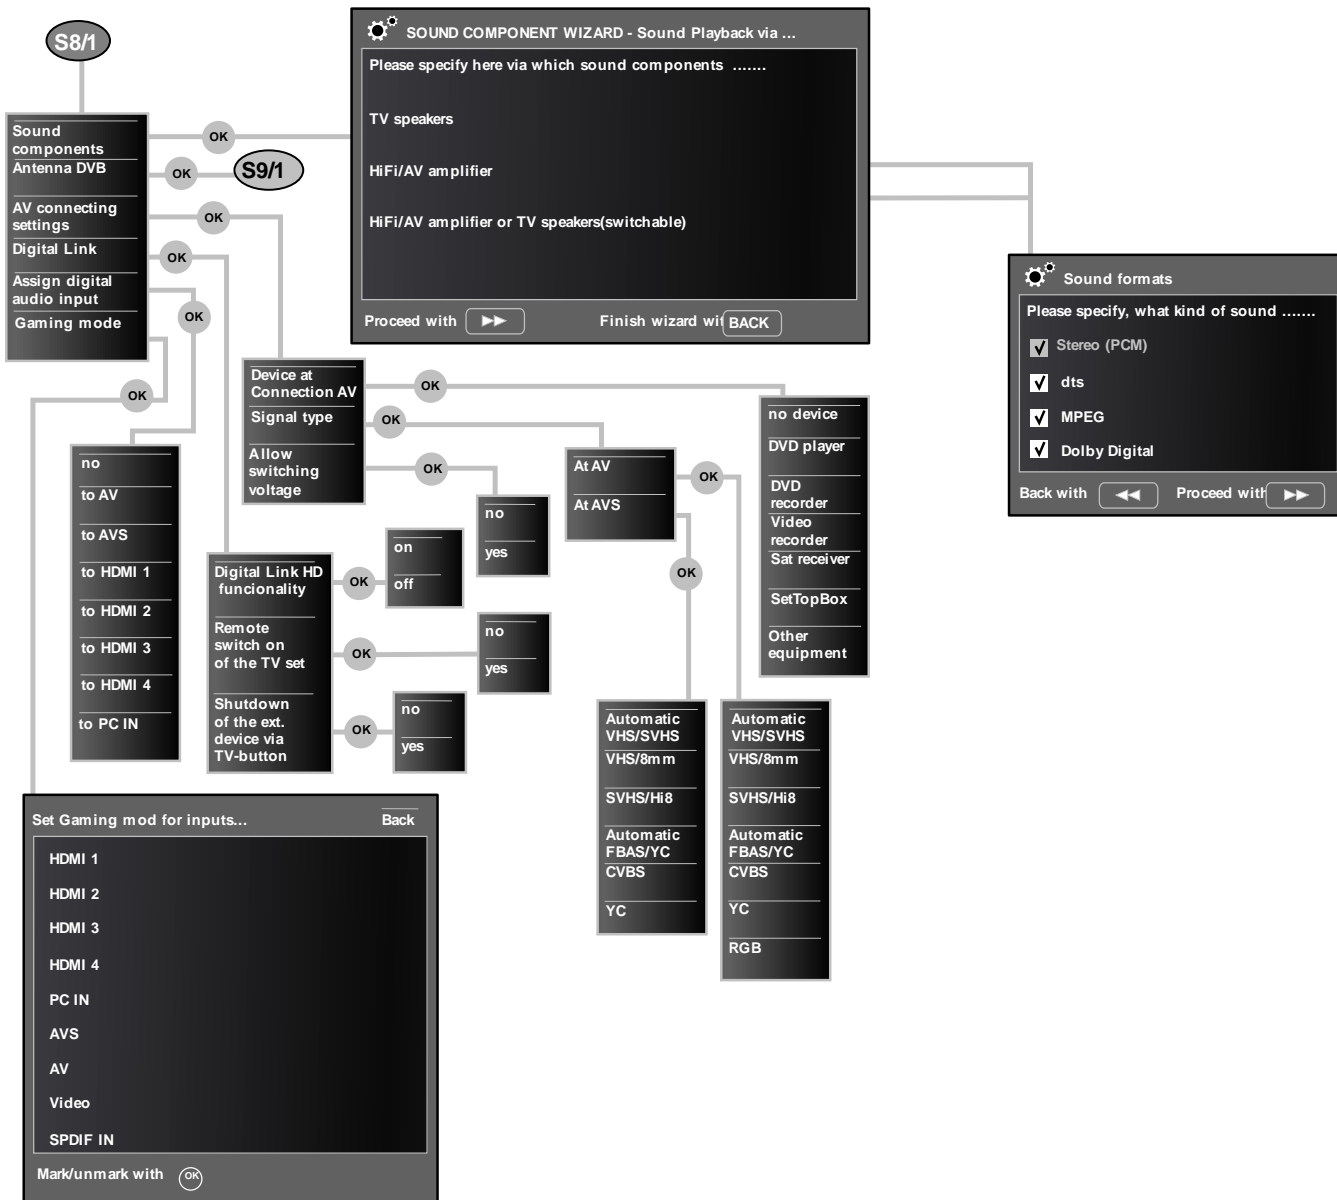 S8/1
Sound
components
Antenna DVB
AV connecting
settings
Digital Link
Assign digital
audio input
Gaming mode
OK
OK
S9/1
OK
OK
OK
OK
SOUND COMPONENT WIZARD - Sound Playback via ...
Please specify here via which sound components .......
TV speakers
HiFi/AV amplifier
HiFi/AV amplifier or TV speakers(switchable)
Proceed with
Finish wizard wit BACK
Sound formats
Please specify, what kind of sound .......
Stereo (PCM)
dts
MPEG
Dolby Digital
Back with
Proceed with
Device at
Connection AV
Signal type
Allow
switching
voltage
OK
OK
OK
no device
DVD player
DVD
recorder
Video
recorder
Sat receiver
SetTopBox
Other
equipment
At AV
At AVS
OK
OK
no
yes
no
to AV
to AVS
to HDMI 1
to HDMI 2
to HDMI 3
to HDMI 4
to PC IN
Digital Link HD
funcionality
Remote
switch on
of the TV set
Shutdown
of the ext.
device via
TV-button
OK
on
off
OK
no
yes
OK
no
yes
Automatic
VHS/SVHS
VHS/8mm
SVHS/Hi8
Automatic
FBAS/YC
CVBS
YC
Automatic
VHS/SVHS
VHS/8mm
SVHS/Hi8
Automatic
FBAS/YC
CVBS
YC
RGB
Set Gaming mod for inputs...
Back
HDMI 1
HDMI 2
HDMI 3
HDMI 4
PC IN
AVS
AV
Video
SPDIF IN
Mark/unmark with OK